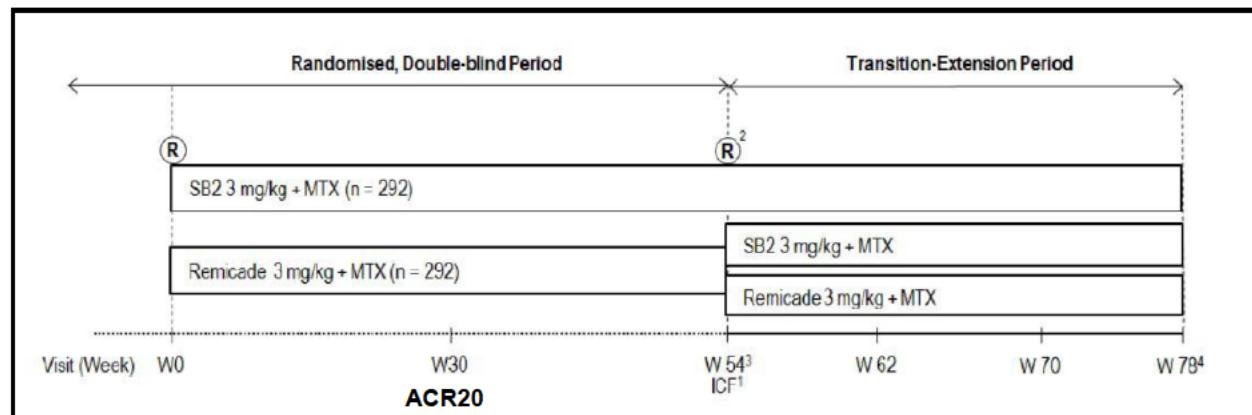 Randomised, Double-blind Period Transition-Extension Period
R R2
SB2 3 mg/kg + MTX (n = 292)
SB2 3 mg/kg + MTX
Remicade 3 mg/kg + MTX (n = 292)
Remicade 3 mg/kg + MTX
Visit (Week) W0 W30 W 54³ W 62 W 70 W 78⁴
ICF¹
ACR20